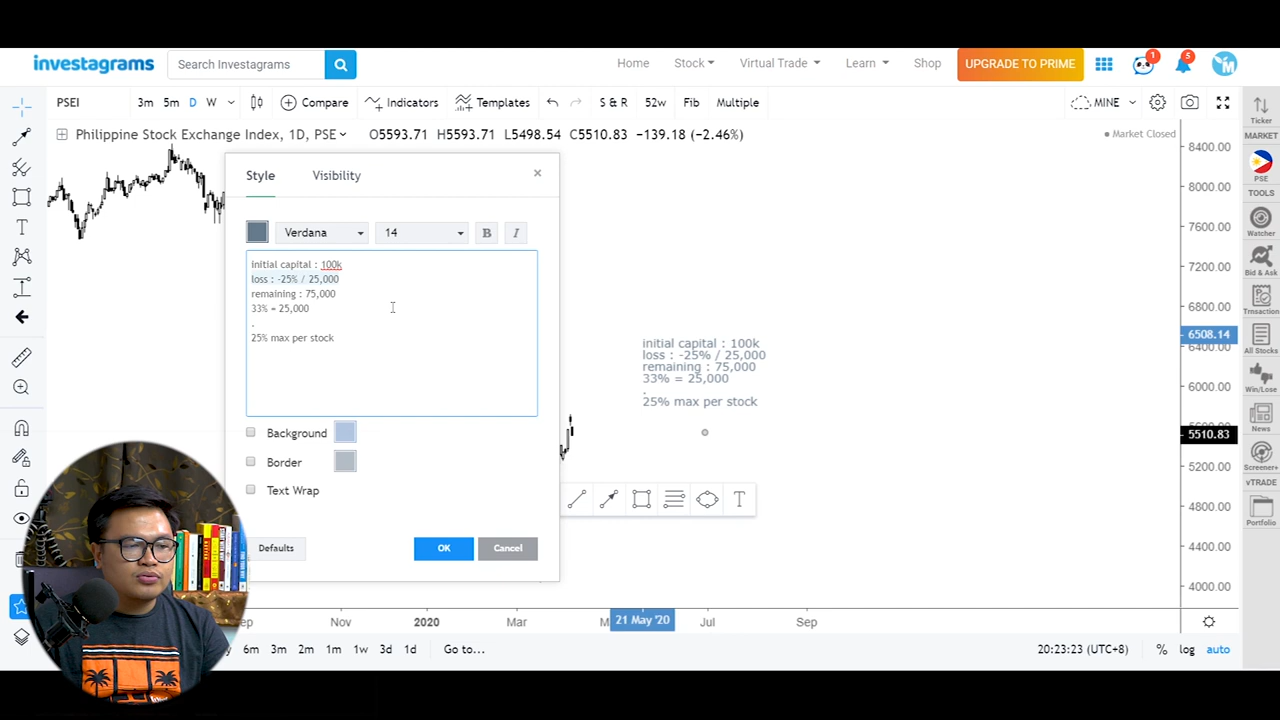 investagrams
Search Investagrams
Home
Stock
Virtual Trade
Learn
Shop
UPGRADE TO PRIME
1
5
PSEI
3m 5m D W
Compare
Indicators
Templates
S & R
52w
Fib
Multiple
MINE
Ticker
Philippine Stock Exchange Index, 1D, PSE
O5593.71 H5593.71 L5498.54 C5510.83 −139.18 (−2.46%)
Market Closed
MARKET
PSE
TOOLS
Watcher
Bid & Ask
Trnsaction
All Stocks
Win/Lose
News
Screener+
vTRADE
Portfolio
8400.00
8000.00
7600.00
7200.00
6800.00
6508.14
6400.00
6000.00
5510.83
5200.00
4800.00
4400.00
4000.00
Style
Visibility
Verdana
14
B
I
initial capital : 100k
loss : -25% / 25,000
remaining : 75,000
33% = 25,000
.
25% max per stock
Background
Border
Text Wrap
Defaults
OK
Cancel
initial capital : 100k
loss : -25% / 25,000
remaining : 75,000
33% = 25,000
.
25% max per stock
T
Nov
2020
Mar
21 May '20
Jul
Sep
6m 3m 2m 1m 1w 3d 1d
Go to...
20:23:23 (UTC+8)
%
log
auto